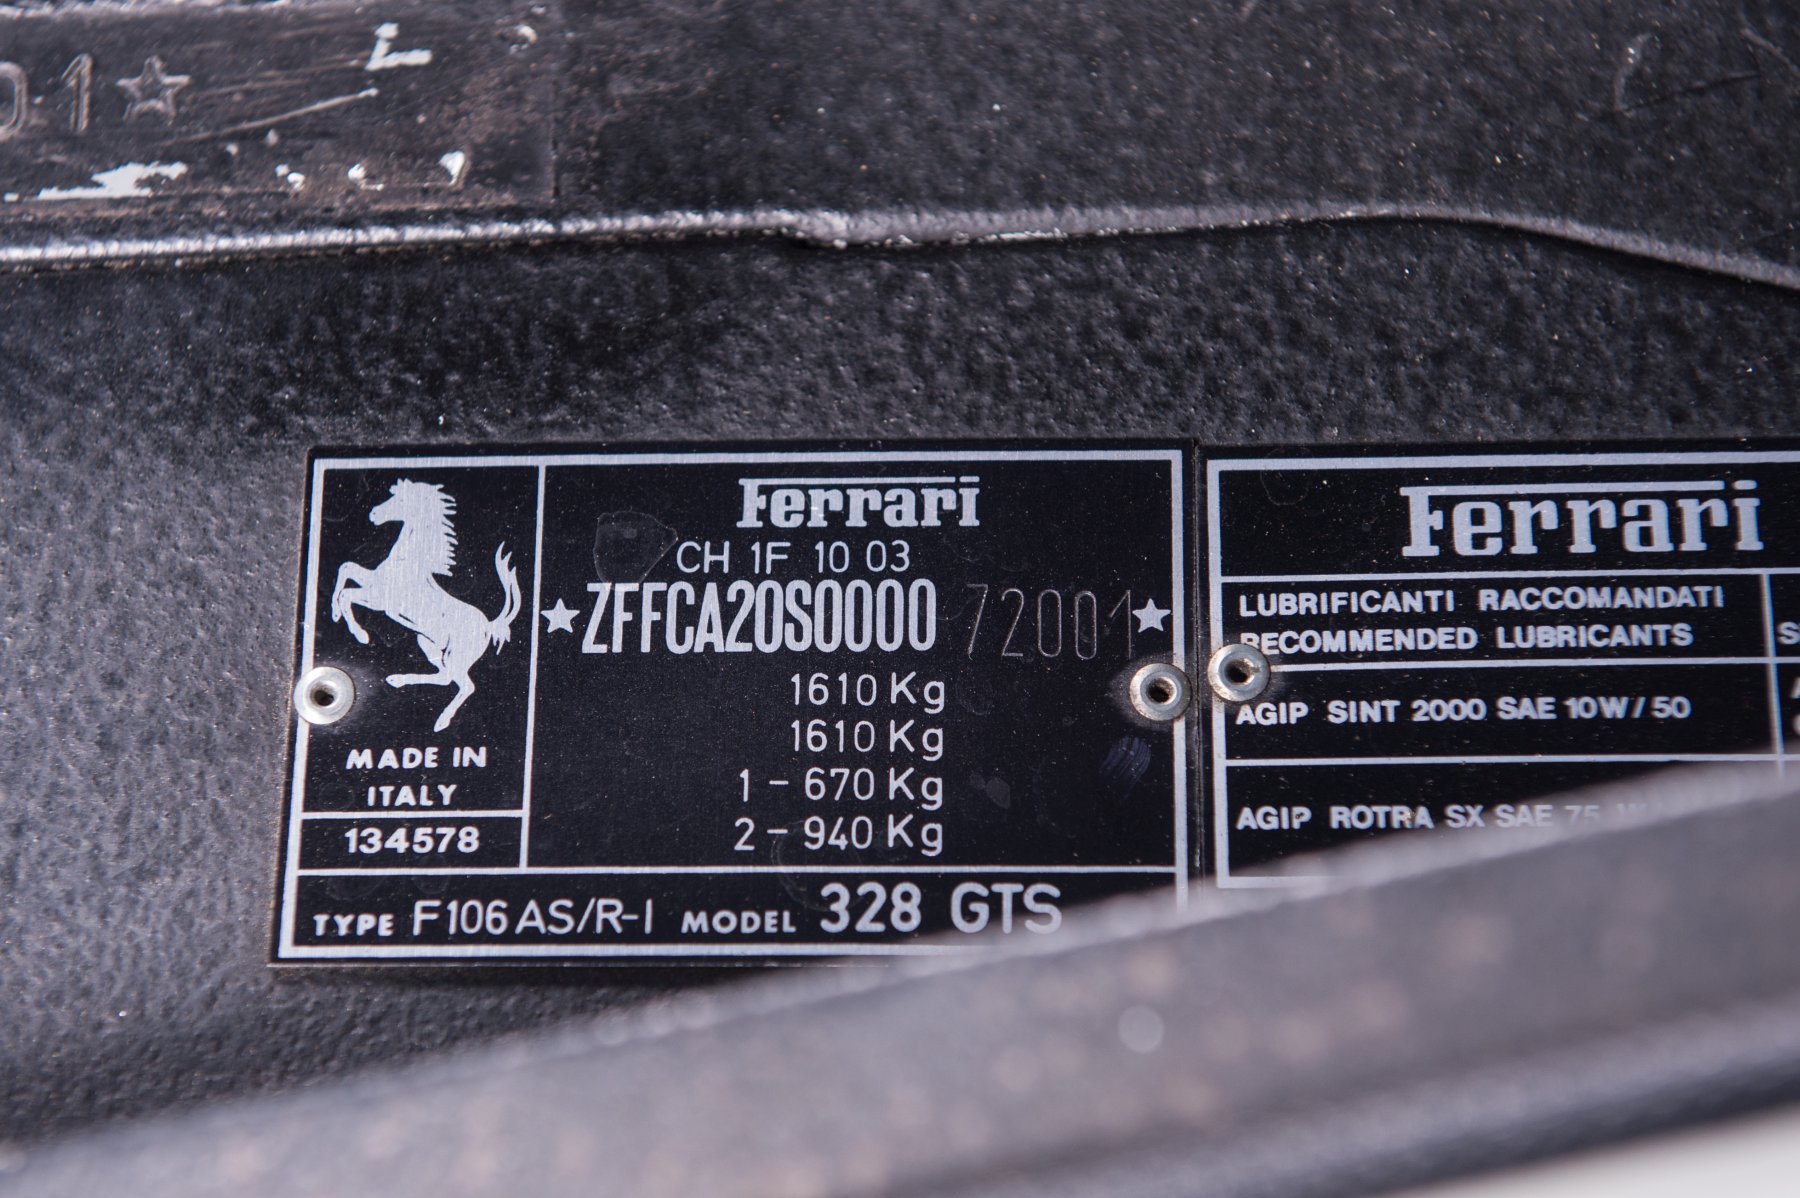 01☆
Ferrari
CH 1F 10 03
★ZFFCA20S0000 72001★
1610 Kg
1610 Kg
1 - 670 Kg
2 - 940 Kg
MADE IN
ITALY
134578
TYPE F106 AS/R-I MODEL 328 GTS
Ferrari
LUBRIFICANTI RACCOMANDATI
RECOMMENDED LUBRICANTS
AGIP SINT 2000 SAE 10W/50
AGIP ROTRA SX SAE 75